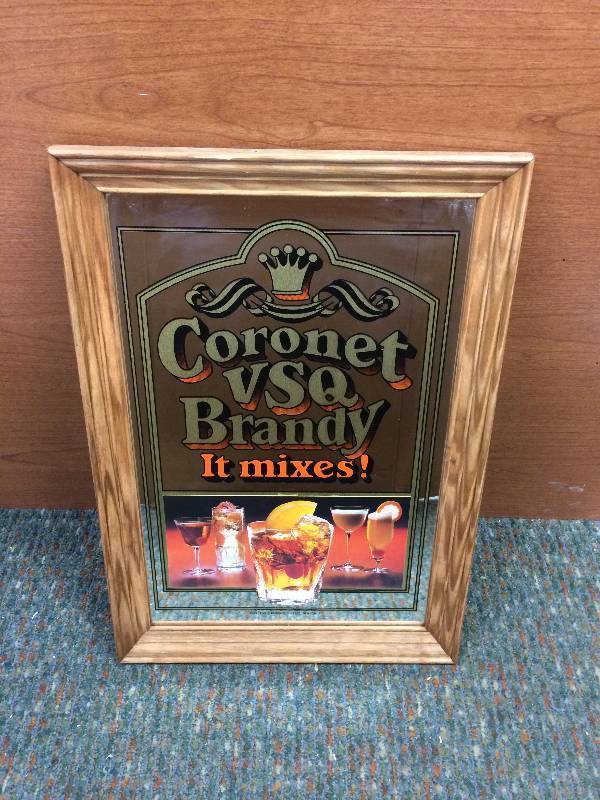 Coronet
VSQ
Brandy
It mixes!